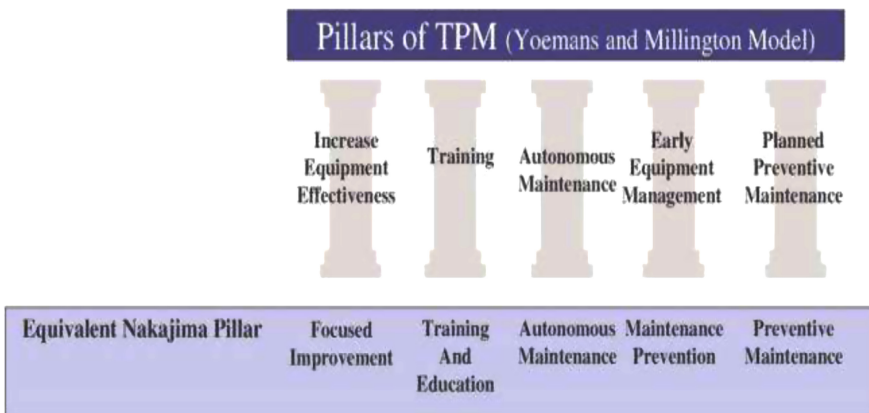 Pillars of TPM (Yoemans and Millington Model)
Increase
Equipment
Effectiveness
Training
Autonomous
Maintenance
Early
Equipment
Management
Planned
Preventive
Maintenance
Equivalent Nakajima Pillar
Focused
Improvement
Training
And
Education
Autonomous
Maintenance
Maintenance
Prevention
Preventive
Maintenance